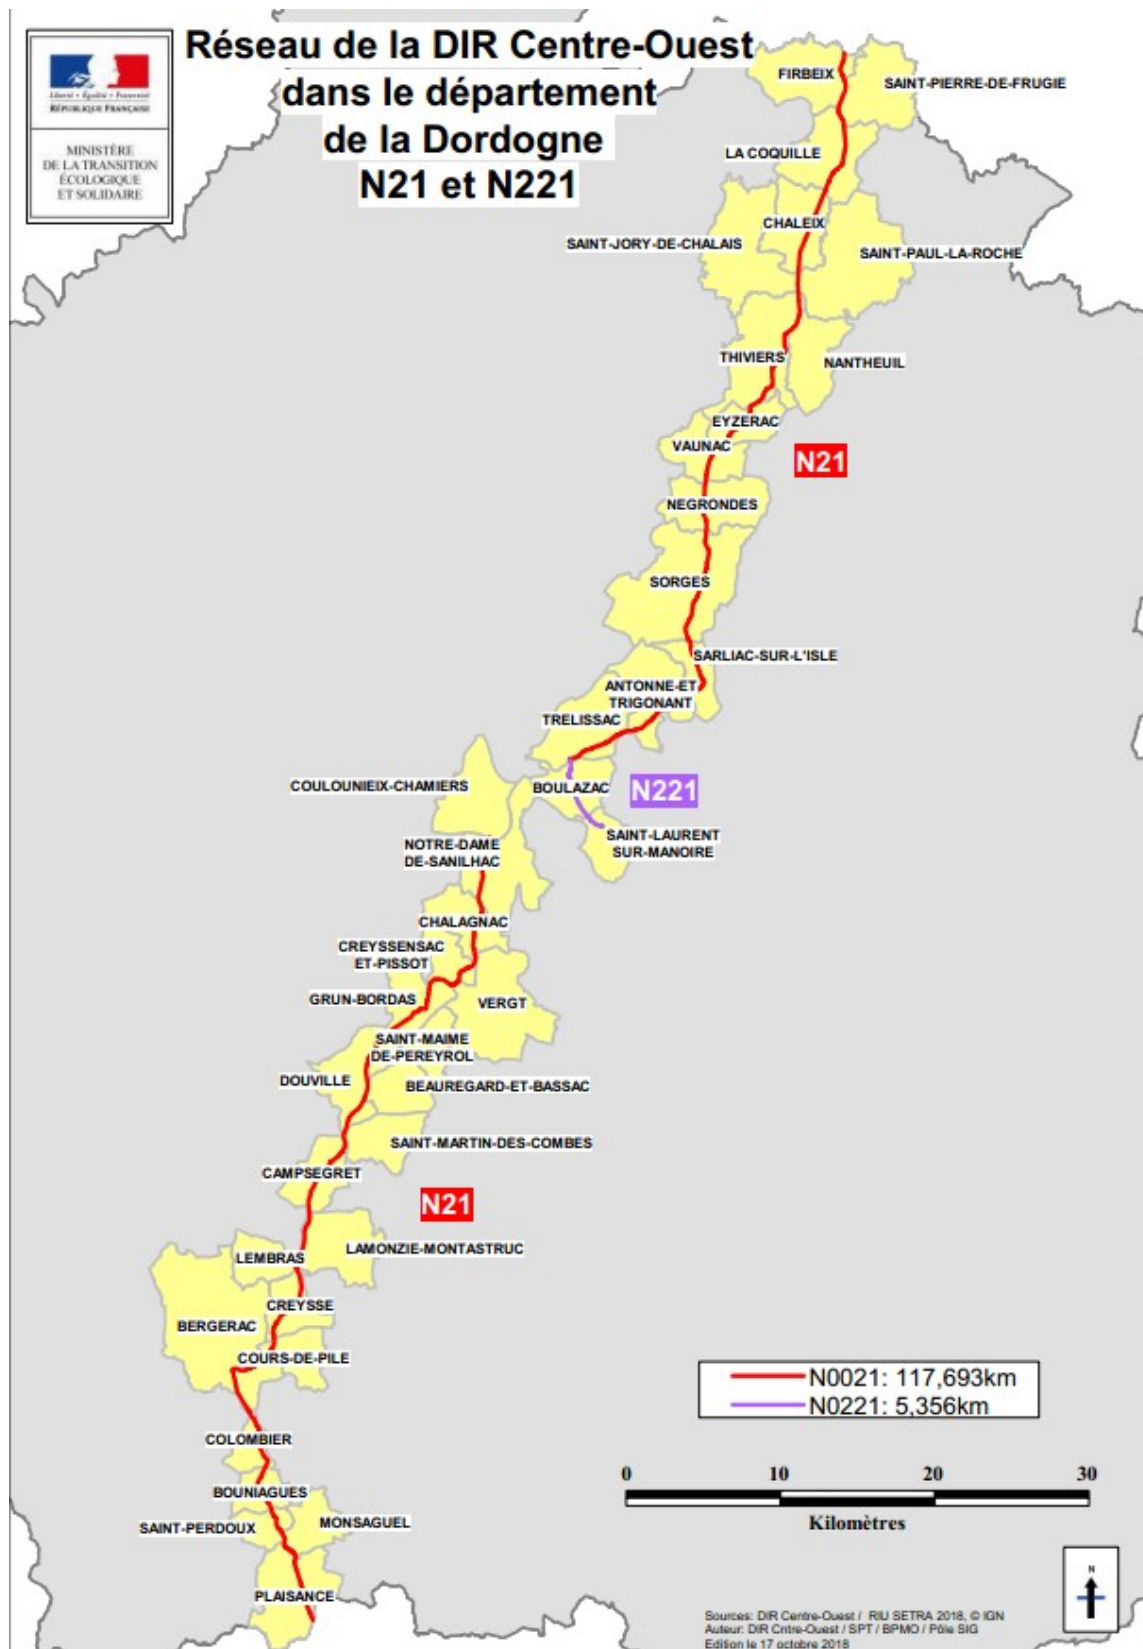 Réseau de la DIR Centre-Ouest
dans le département
de la Dordogne
N21 et N221
Liberté • Égalité • Fraternité
RÉPUBLIQUE FRANÇAISE
MINISTÈRE
DE LA TRANSITION
ÉCOLOGIQUE
ET SOLIDAIRE
FIRBEIX
SAINT-PIERRE-DE-FRUGIE
LA COQUILLE
CHALEIX
SAINT-JORY-DE-CHALAIS
SAINT-PAUL-LA-ROCHE
THIVIERS
NANTHEUIL
EYZERAC
VAUNAC
N21
NEGRONDES
SORGES
SARLIAC-SUR-L'ISLE
ANTONNE-ET
TRIGONANT
TRELISSAC
COULOUNIEIX-CHAMIERS
BOULAZAC
N221
SAINT-LAURENT
SUR-MANOIRE
NOTRE-DAME
DE-SANILHAC
CHALAGNAC
CREYSSENSAC
ET-PISSOT
GRUN-BORDAS
VERGT
SAINT-MAIME
DE-PEREYROL
DOUVILLE
BEAUREGARD-ET-BASSAC
SAINT-MARTIN-DES-COMBES
CAMPSEGRET
N21
LAMONZIE-MONTASTRUC
LEMBRAS
CREYSSE
BERGERAC
COURS-DE-PILE
COLOMBIER
BOUNIAGUES
SAINT-PERDOUX
MONSAGUEL
PLAISANCE
N0021: 117,693km
N0221: 5,356km
0 10 20 30
Kilomètres
N
Sources: DIR Centre-Ouest / RIU SETRA 2018, © IGN
Auteur: DIR Cntre-Ouest / SPT / BPMO / Pôle SIG
Edition le 17 octobre 2018